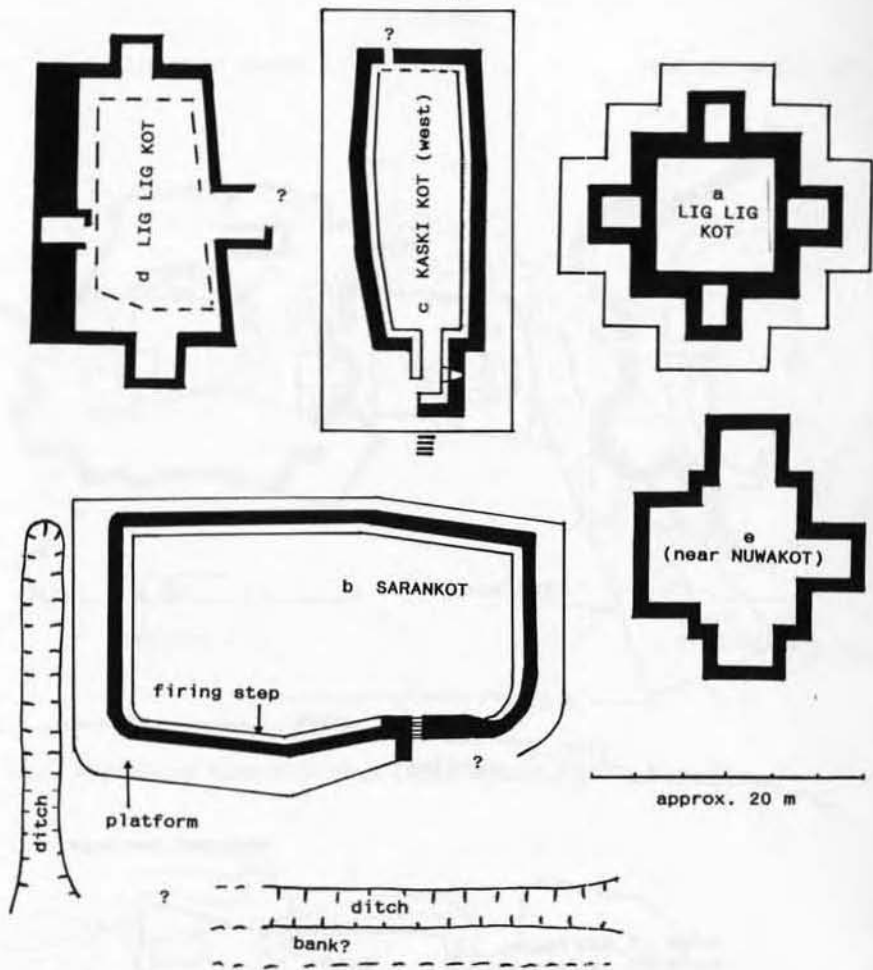 ?
d LIG LIG KOT
?
c KASKI KOT (west)
a
LIG LIG
KOT
e
(near NUWAKOT)
b SARANKOT
firing step
?
platform
approx. 20 m
ditch
?
ditch
bank?